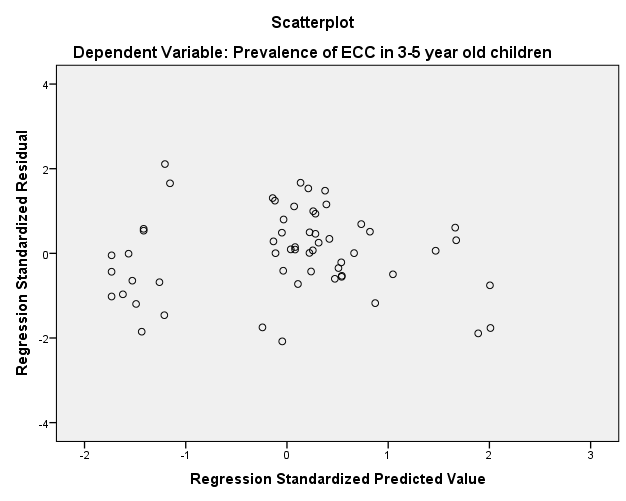 Scatterplot
Dependent Variable: Prevalence of ECC in 3-5 year old children
Regression Standardized Residual
4
2
0
-2
-4
-2 -1 0 1 2 3
Regression Standardized Predicted Value